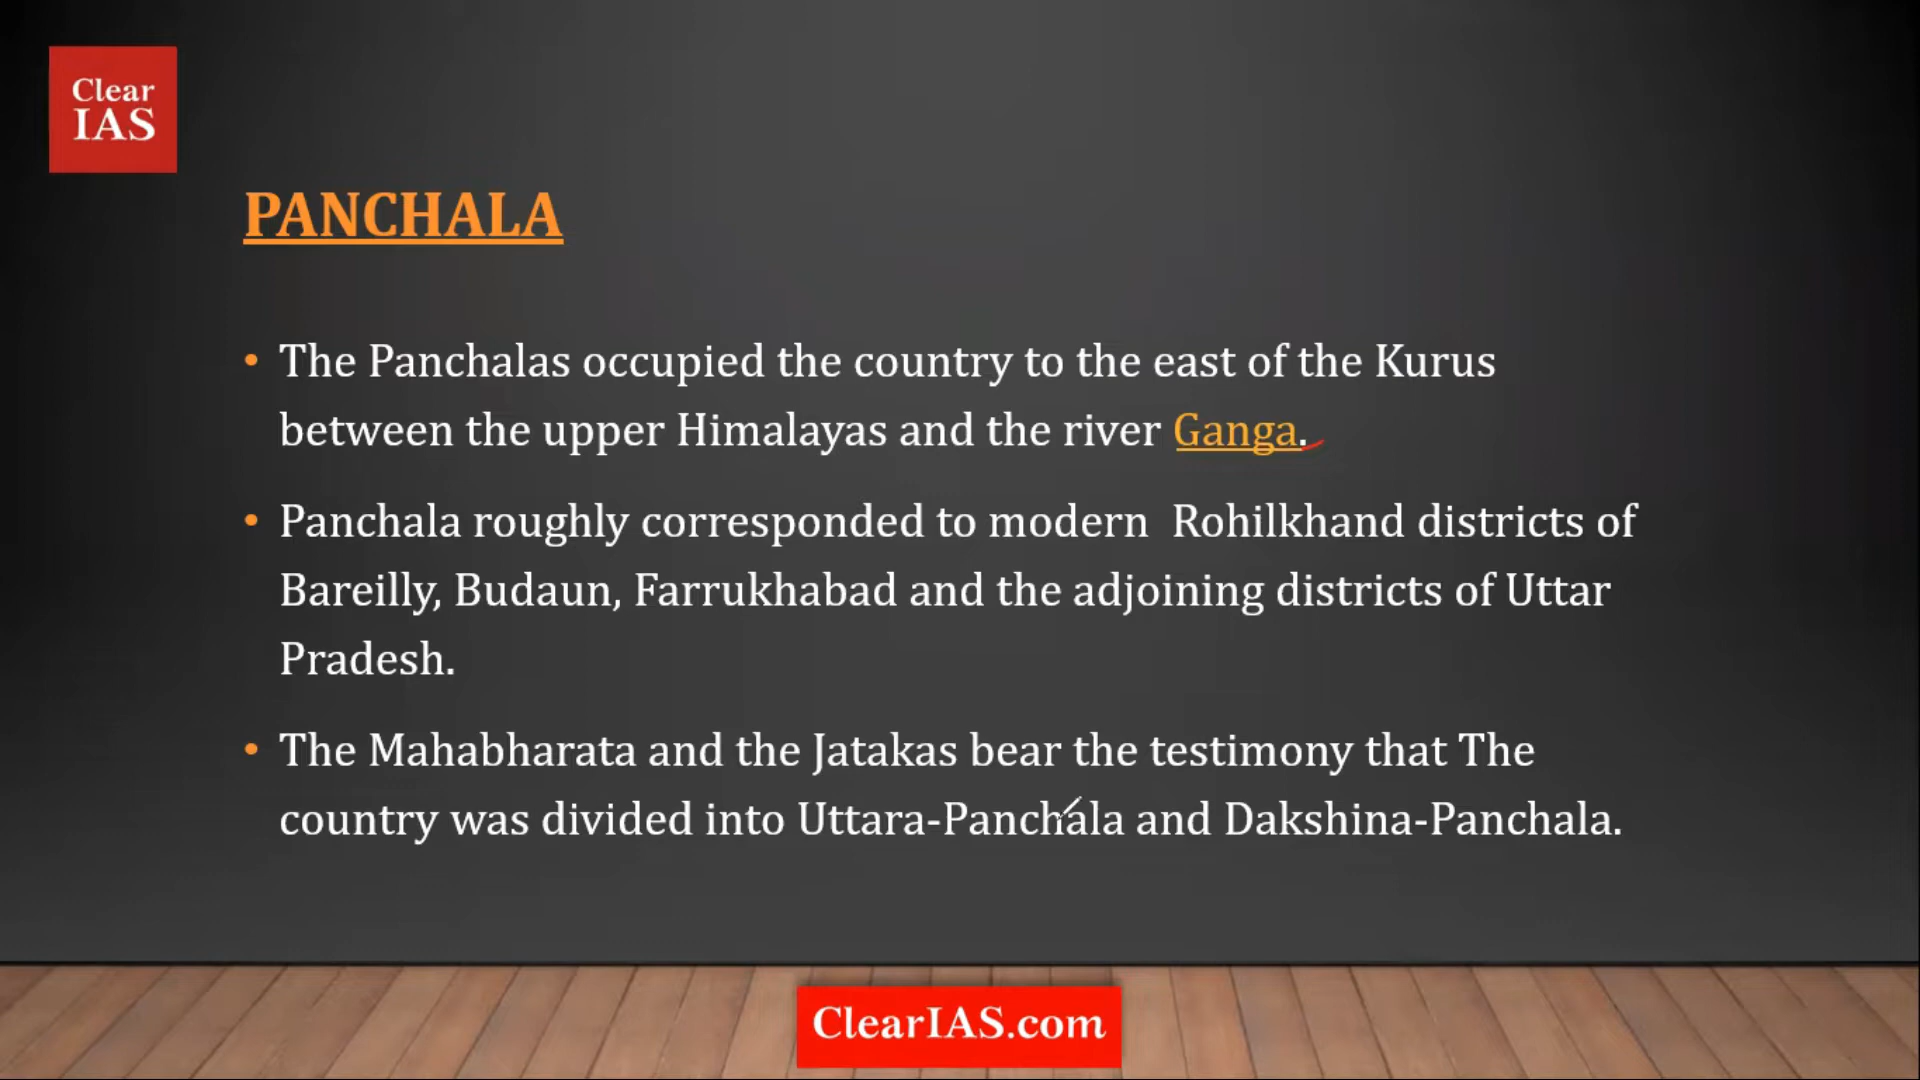 Clear
IAS
PANCHALA
• The Panchalas occupied the country to the east of the Kurus
between the upper Himalayas and the river Ganga.
• Panchala roughly corresponded to modern Rohilkhand districts of
Bareilly, Budaun, Farrukhabad and the adjoining districts of Uttar
Pradesh.
• The Mahabharata and the Jatakas bear the testimony that The
country was divided into Uttara-Panchala and Dakshina-Panchala.
ClearIAS.com